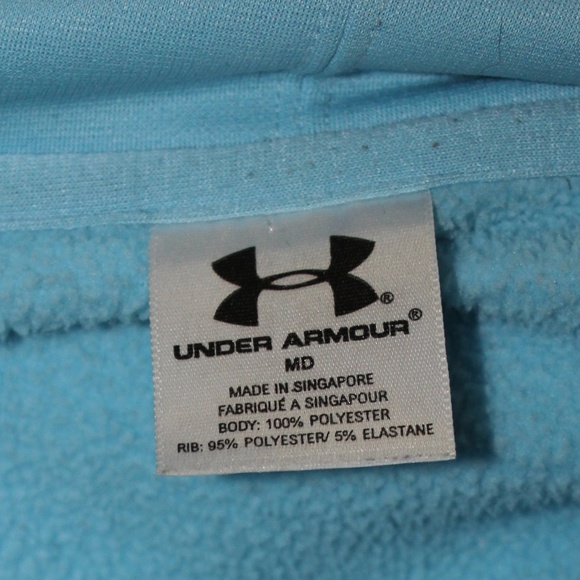 UNDER ARMOUR®
MD
MADE IN SINGAPORE
FABRIQUÉ A SINGAPOUR
BODY: 100% POLYESTER
RIB: 95% POLYESTER/ 5% ELASTANE